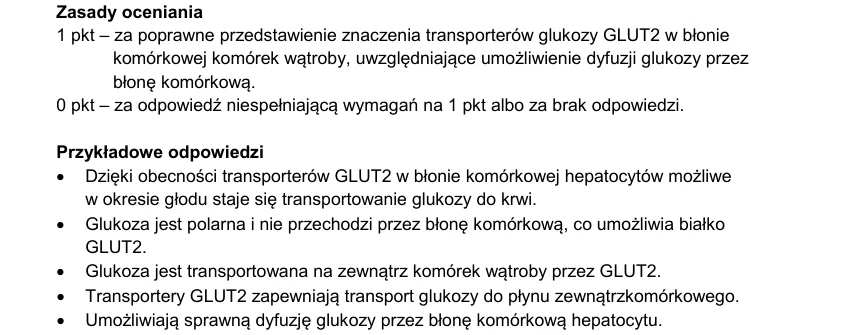 Zasady oceniania
1 pkt – za poprawne przedstawienie znaczenia transporterów glukozy GLUT2 w błonie
komórkowej komórek wątroby, uwzględniające umożliwienie dyfuzji glukozy przez
błonę komórkową.
0 pkt – za odpowiedź niespełniającą wymagań na 1 pkt albo za brak odpowiedzi.
Przykładowe odpowiedzi
• Dzięki obecności transporterów GLUT2 w błonie komórkowej hepatocytów możliwe
w okresie głodu staje się transportowanie glukozy do krwi.
• Glukoza jest polarna i nie przechodzi przez błonę komórkową, co umożliwia białko
GLUT2.
• Glukoza jest transportowana na zewnątrz komórek wątroby przez GLUT2.
• Transportery GLUT2 zapewniają transport glukozy do płynu zewnątrzkomórkowego.
• Umożliwiają sprawną dyfuzję glukozy przez błonę komórkową hepatocytu.